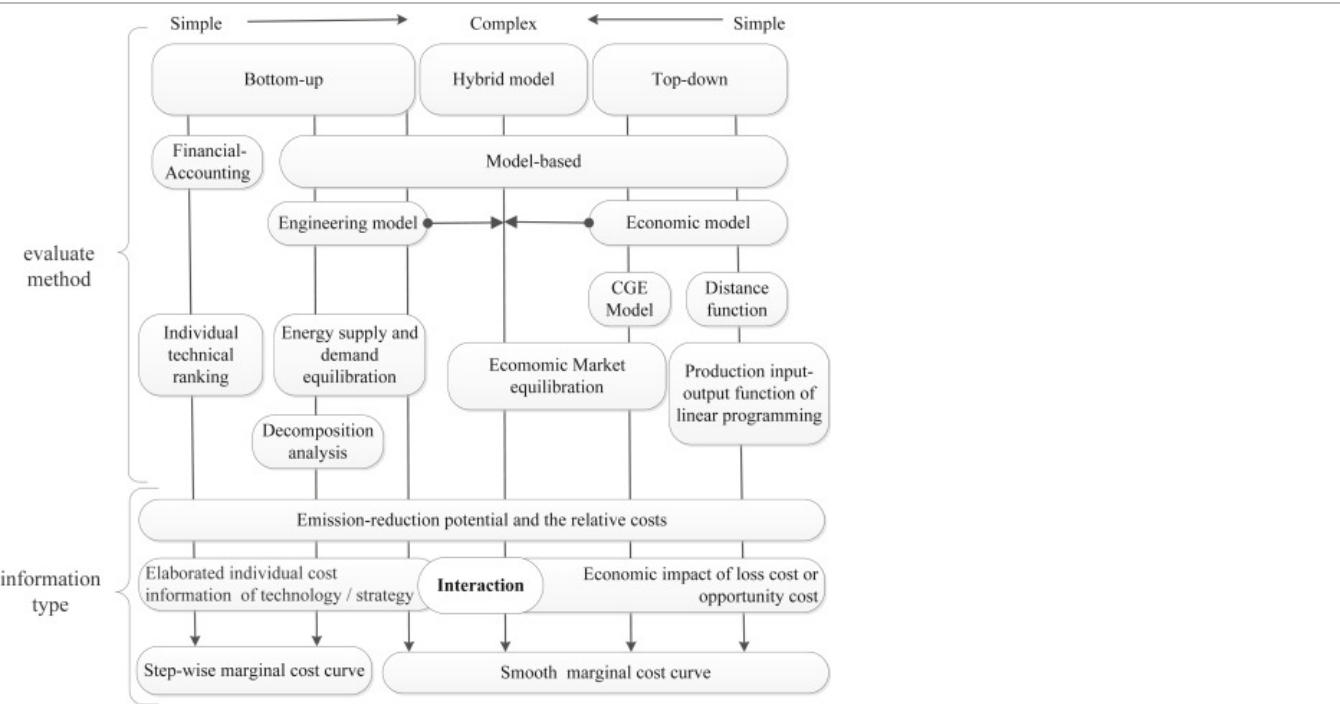 Simple
Complex
Simple
Bottom-up
Hybrid model
Top-down
Financial-
Accounting
Model-based
Engineering model
Economic model
evaluate
method
CGE
Model
Distance
function
Individual
technical
ranking
Energy supply and
demand
equilibration
Ecomomic Market
equilibration
Production input-
output function of
linear programming
Decomposition
analysis
Emission-reduction potential and the relative costs
information
type
Elaborated individual cost
information of technology / strategy
Interaction
Economic impact of loss cost or
opportunity cost
Step-wise marginal cost curve
Smooth marginal cost curve